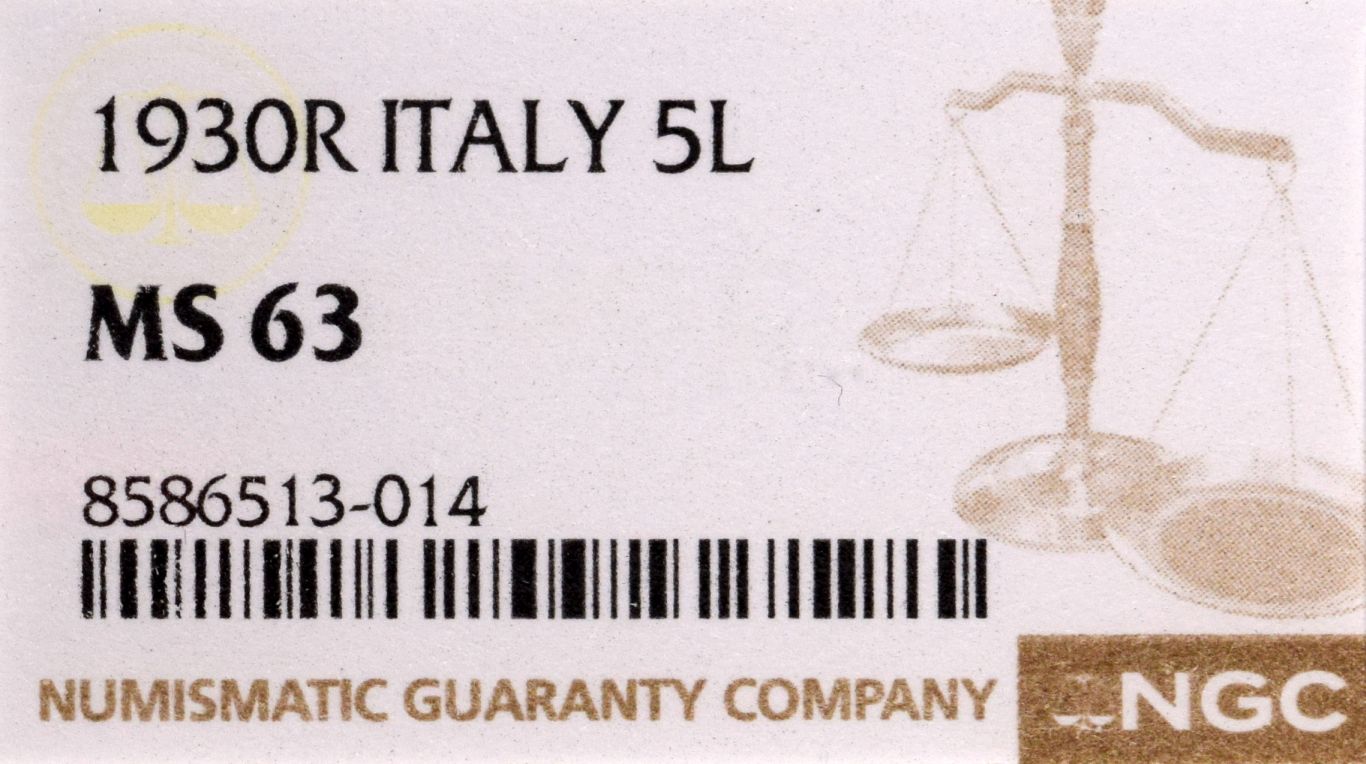 1930R ITALY 5L
MS 63
8586513-014
NUMISMATIC GUARANTY COMPANY
NGC